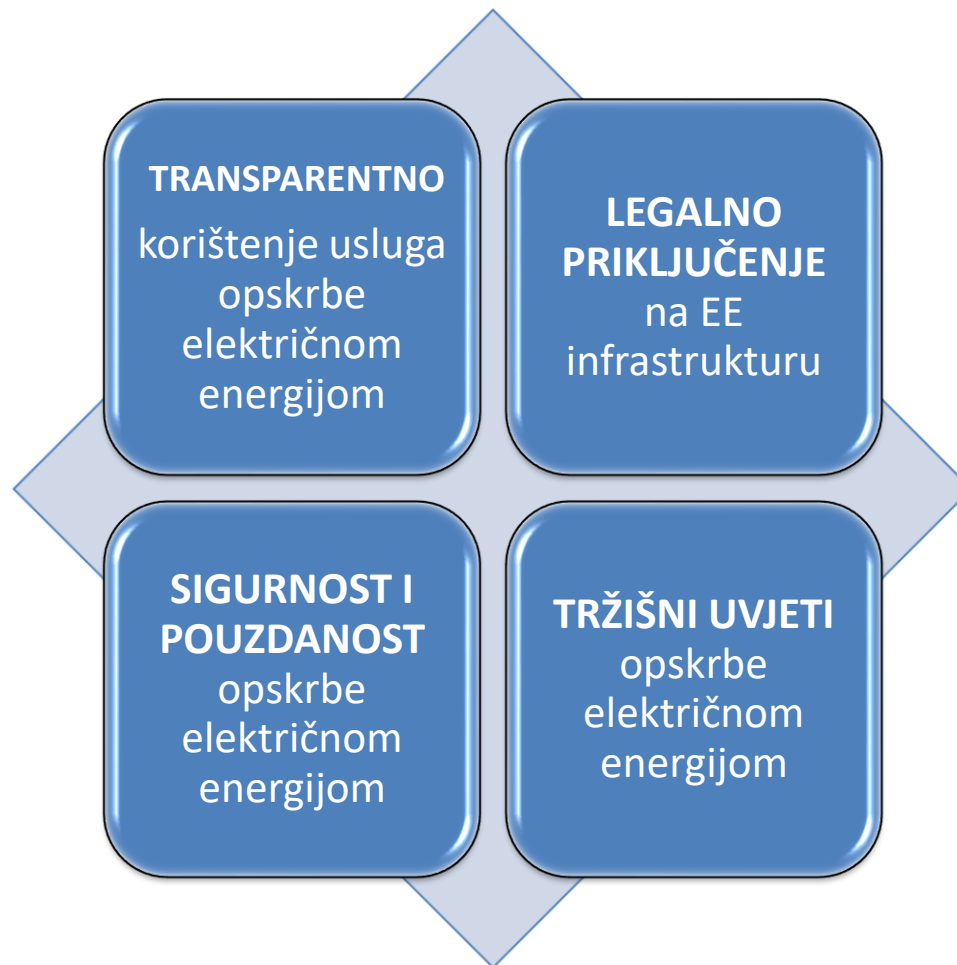 TRANSPARENTNO
korištenje usluga
opskrbe
električnom
energijom
LEGALNO
PRIKLJUČENJE
na EE
infrastrukturu
SIGURNOST I
POUZDANOST
opskrbe
električnom
energijom
TRŽIŠNI UVJETI
opskrbe
električnom
energijom